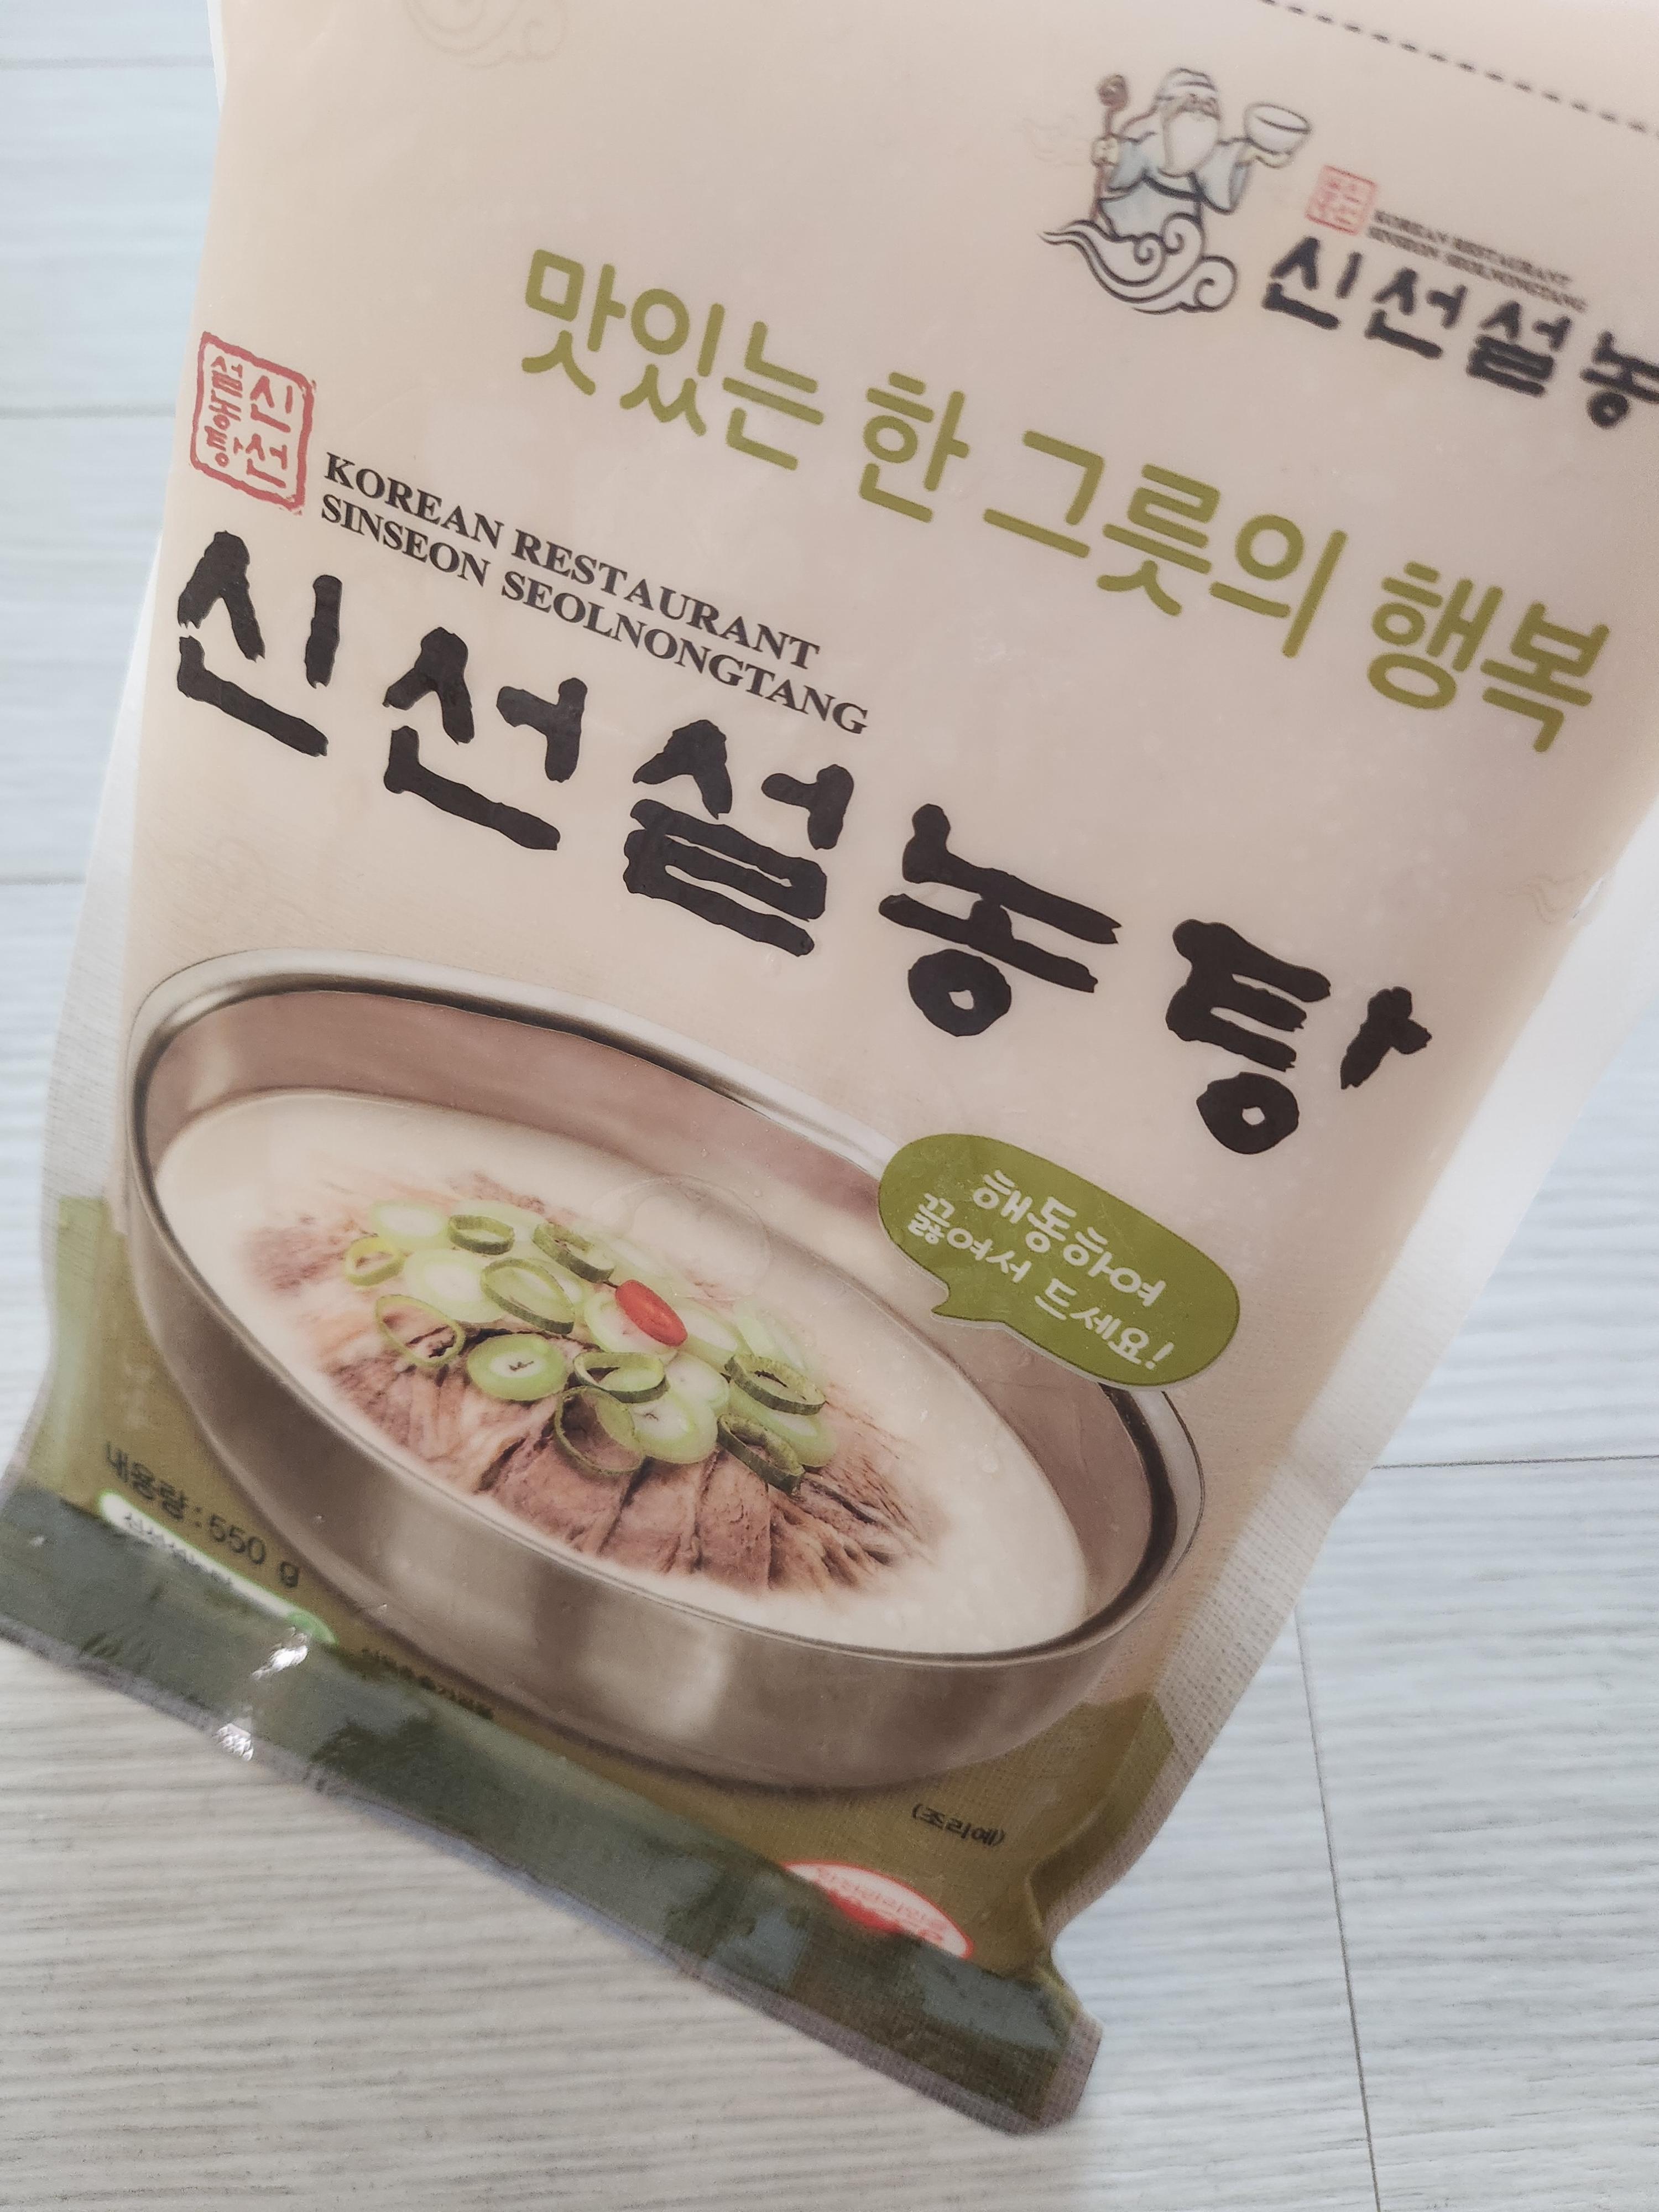 KOREAN RESTAURANT
SINSEON SEOLNONGTANG
신선설농
맛있는 한 그릇의 행복
신선
설농탕
KOREAN RESTAURANT
SINSEON SEOLNONGTANG
신선설농탕
해동하여
끓여서 드세요!
내용량 : 550 g
(조리예)